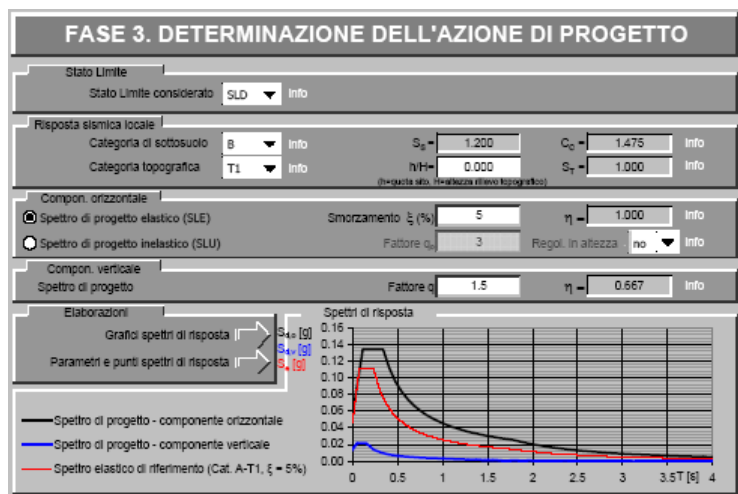 FASE 3. DETERMINAZIONE DELL'AZIONE DI PROGETTO
Stato Limite
Stato Limite considerato SLD Info
Risposta sismica locale
Categoria di sottosuolo B Info SS = 1.200 CC = 1.475 Info
Categoria topografica T1 Info h/H= 0.000 ST = 1.000 Info
(h=quota sito, H=altezza rilievo topografico)
Compon. orizzontale
Spettro di progetto elastico (SLE) Smorzamento ξ (%) 5 η = 1.000 Info
Spettro di progetto inelastico (SLU) Fattore qo 3 Regol. in altezza no Info
Compon. verticale
Spettro di progetto Fattore q 1.5 η = 0.667 Info
Elaborazioni
Grafici spettri di risposta
Parametri e punti spettri di risposta
Spettri di risposta
Sd,o [g]
Sd,v [g]
Se [g]
0.16
0.14
0.12
0.10
0.08
0.06
0.04
0.02
0.00
0 0.5 1 1.5 2 2.5 3 3.5 T [s] 4
Spettro di progetto - componente orizzontale
Spettro di progetto - componente verticale
Spettro elastico di riferimento (Cat. A-T1, ξ = 5%)